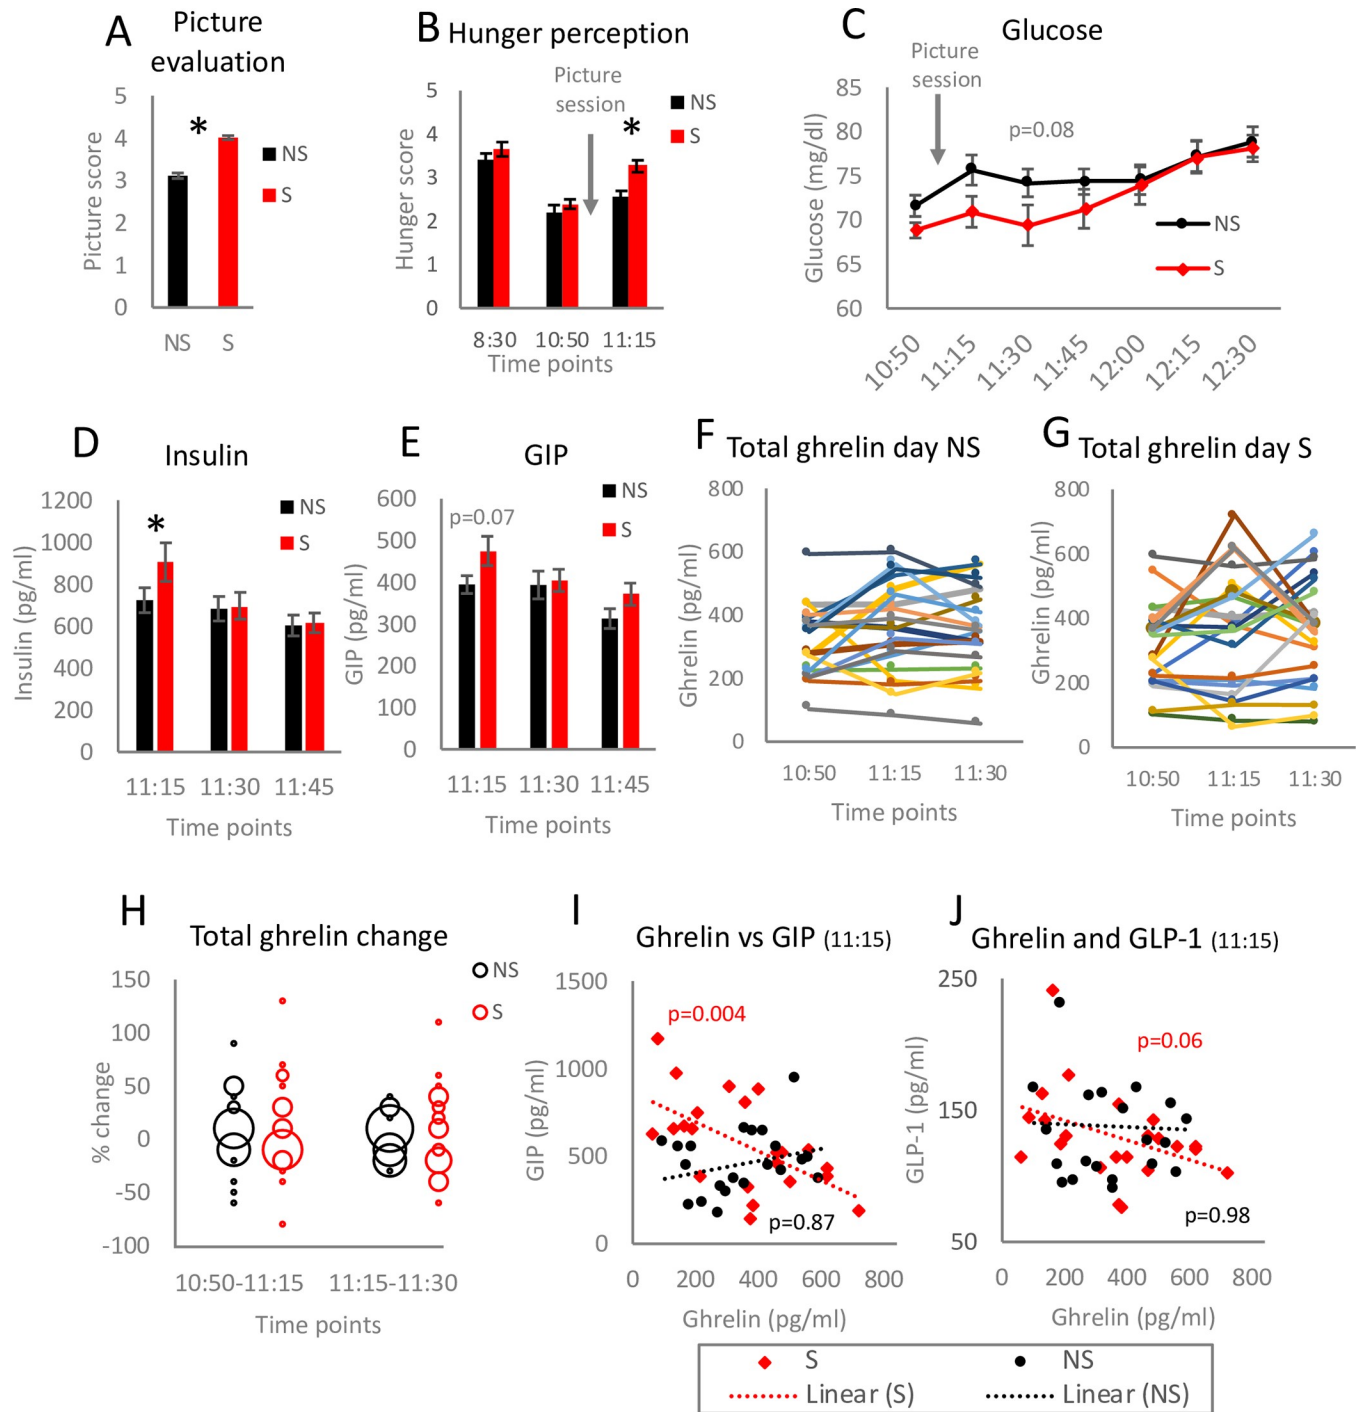 A Picture
evaluation
5
4
3
2
1
0
Picture score
*
NS
S
NS S
B Hunger perception
Picture
session
5
4
3
2
1
0
Hunger score
*
NS
S
8:30 10:50 11:15
Time points
C Glucose
Picture
session
p=0.08
85
80
75
70
65
60
Glucose (mg/dl)
NS
S
10:50 11:15 11:30 11:45 12:00 12:15 12:30
D Insulin
1200
1000
800
600
400
200
0
Insulin (pg/ml)
*
NS
S
11:15 11:30 11:45
Time points
E GIP
600
500
400
300
200
100
0
GIP (pg/ml)
p=0.07
NS
S
11:15 11:30 11:45
Time points
F Total ghrelin day NS
800
600
400
200
0
Ghrelin (pg/ml)
10:50 11:15 11:30
Time points
G Total ghrelin day S
800
600
400
200
0
Ghrelin (pg/ml)
10:50 11:15 11:30
Time points
H Total ghrelin change
150
100
50
0
-50
-100
% change
NS
S
10:50-11:15 11:15-11:30
Time points
I Ghrelin vs GIP (11:15)
1500
1000
500
0
GIP (pg/ml)
p=0.004
p=0.87
0 200 400 600 800
Ghrelin (pg/ml)
J Ghrelin and GLP-1 (11:15)
250
150
50
GLP-1 (pg/ml)
p=0.06
p=0.98
0 200 400 600 800
Ghrelin (pg/ml)
S NS
Linear (S) Linear (NS)